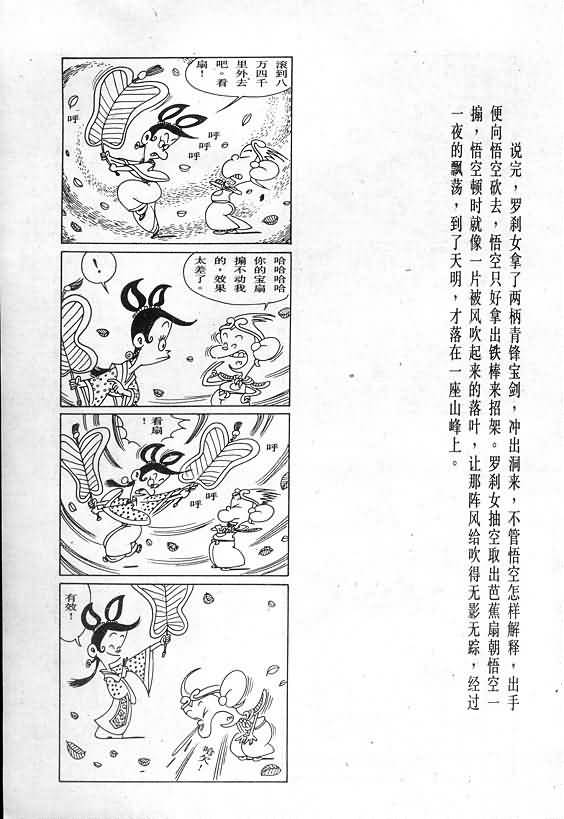 说完，罗刹女拿了两柄青锋宝剑，冲出洞来，不管悟空怎样解释，出手
便向悟空砍去，悟空只好拿出铁棒来招架。罗刹女抽空取出芭蕉扇朝悟空一
搧，悟空顿时就像一片被风吹起来的落叶，让那阵风给吹得无影无踪，经过
一夜的飘荡，到了天明，才落在一座山峰上。
滚到八
万四千
里外去
吧。看
扇！
呼
呼
呼
哈哈哈哈
你的宝扇
搧不动我
的，效果
太差了。
！
看扇！
呼
呼
呼
有效！
哈欠！